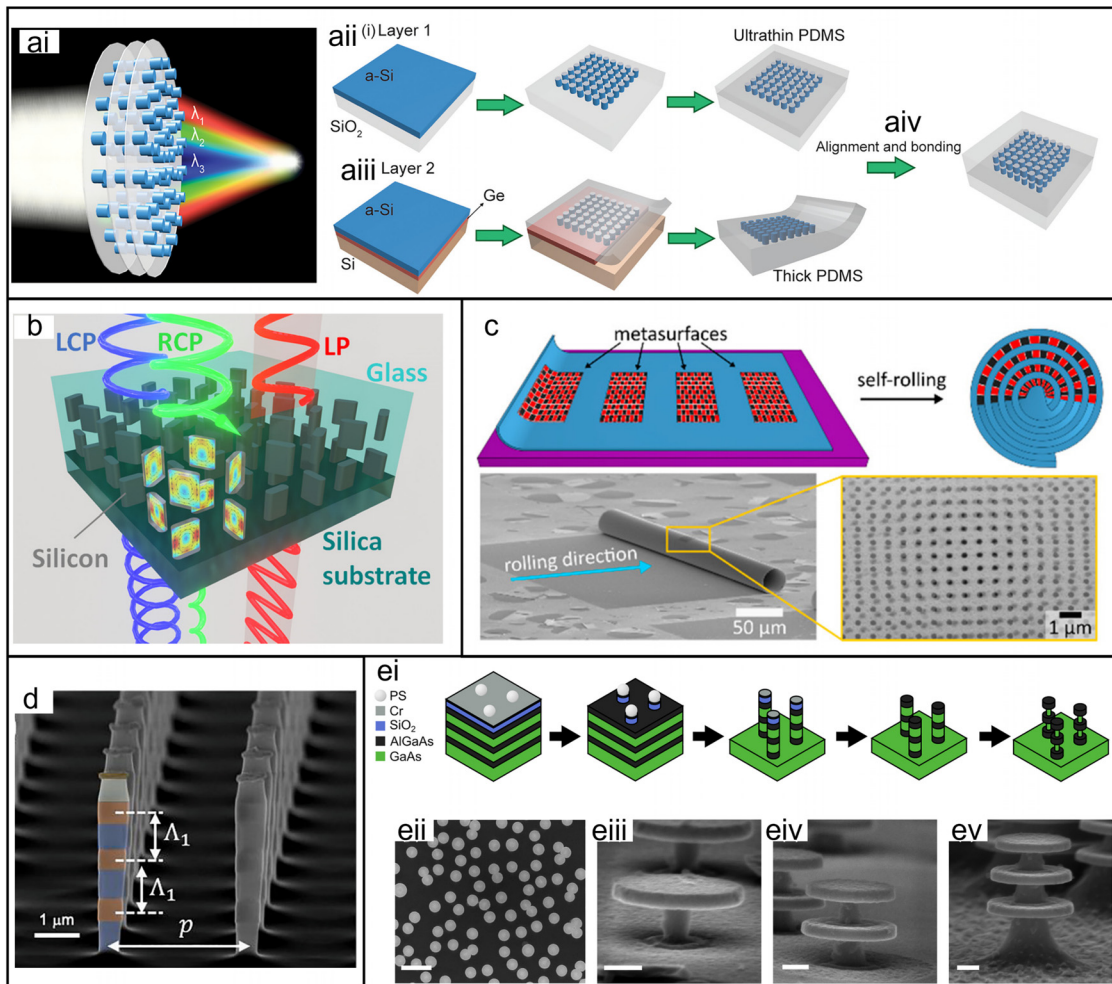 ai
λ₁
λ₂
λ₃
aii
(i) Layer 1
a-Si
SiO₂
Ultrathin PDMS
aiii
Layer 2
Ge
a-Si
Si
Thick PDMS
aiv
Alignment and bonding
b
LCP
RCP
LP
Glass
Silicon
Silica
substrate
c
metasurfaces
self-rolling
rolling direction
50 μm
1 μm
d
Λ₁
Λ₁
p
1 μm
ei
PS
Cr
SiO₂
AlGaAs
GaAs
eii
eiii
eiv
ev